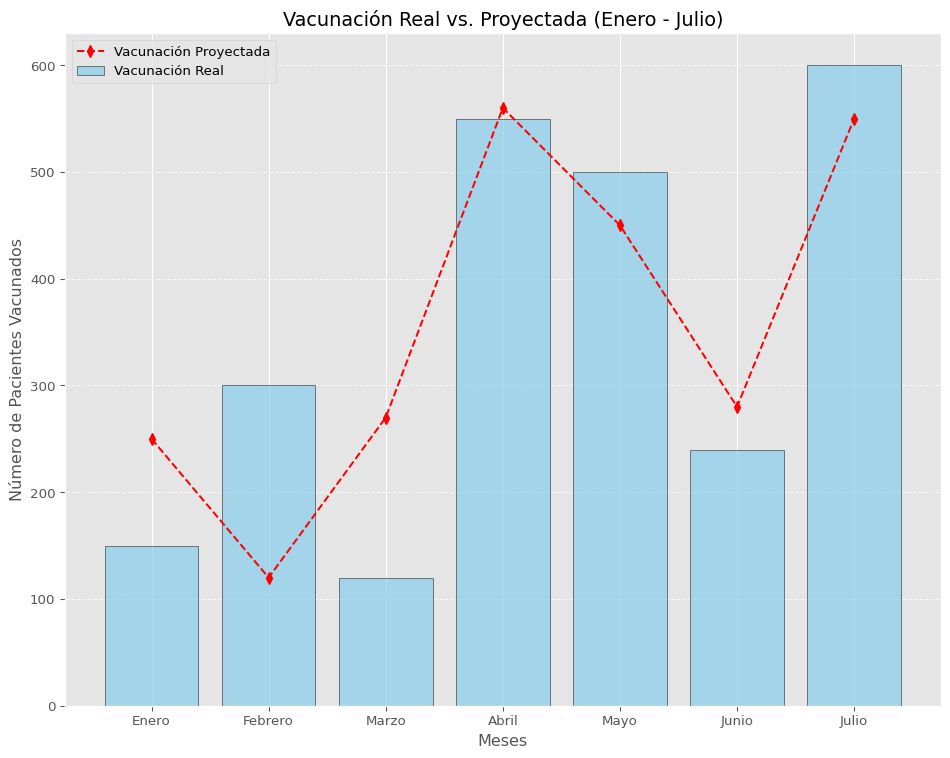 Vacunación Real vs. Proyectada (Enero - Julio)
Vacunación Proyectada
Vacunación Real
Número de Pacientes Vacunados
600
500
400
300
200
100
0
Enero Febrero Marzo Abril Mayo Junio Julio
Meses